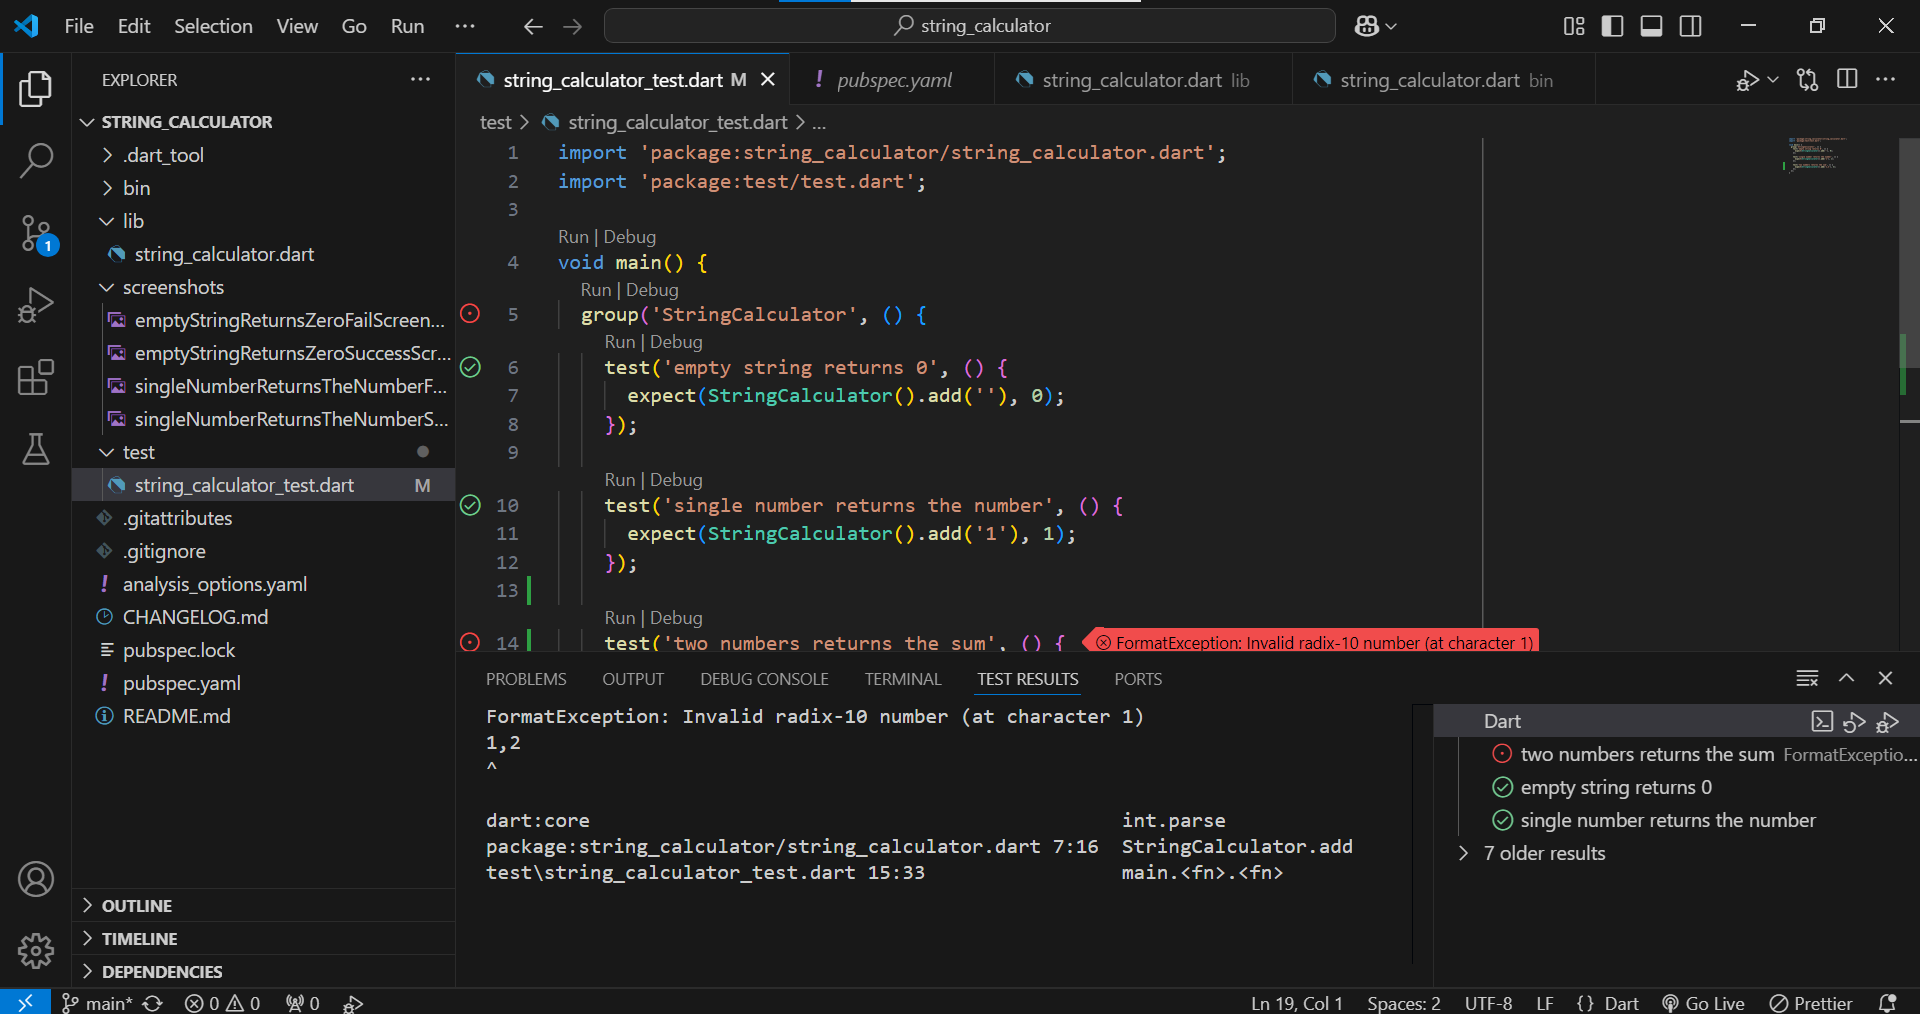 File Edit Selection View Go Run ···
string_calculator
EXPLORER
STRING_CALCULATOR
.dart_tool
bin
lib
string_calculator.dart
screenshots
emptyStringReturnsZeroFailScreen...
emptyStringReturnsZeroSuccessScr...
singleNumberReturnsTheNumberF...
singleNumberReturnsTheNumberS...
test
string_calculator_test.dart M
.gitattributes
.gitignore
analysis_options.yaml
CHANGELOG.md
pubspec.lock
pubspec.yaml
README.md
OUTLINE
TIMELINE
DEPENDENCIES
1
string_calculator_test.dart M
pubspec.yaml
string_calculator.dart lib
string_calculator.dart bin
test > string_calculator_test.dart > ...
1 import 'package:string_calculator/string_calculator.dart';
2 import 'package:test/test.dart';
3
Run | Debug
4 void main() {
Run | Debug
5 group('StringCalculator', () {
Run | Debug
6 test('empty string returns 0', () {
7 expect(StringCalculator().add(''), 0);
8 });
9
Run | Debug
10 test('single number returns the number', () {
11 expect(StringCalculator().add('1'), 1);
12 });
13
Run | Debug
14 test('two numbers returns the sum', () { FormatException: Invalid radix-10 number (at character 1)
PROBLEMS OUTPUT DEBUG CONSOLE TERMINAL TEST RESULTS PORTS
FormatException: Invalid radix-10 number (at character 1)
1,2
^
dart:core int.parse
package:string_calculator/string_calculator.dart 7:16 StringCalculator.add
test\string_calculator_test.dart 15:33 main.<fn>.<fn>
Dart
two numbers returns the sum FormatExceptio...
empty string returns 0
single number returns the number
7 older results
main* 0 0 0 Ln 19, Col 1 Spaces: 2 UTF-8 LF {} Dart Go Live Prettier